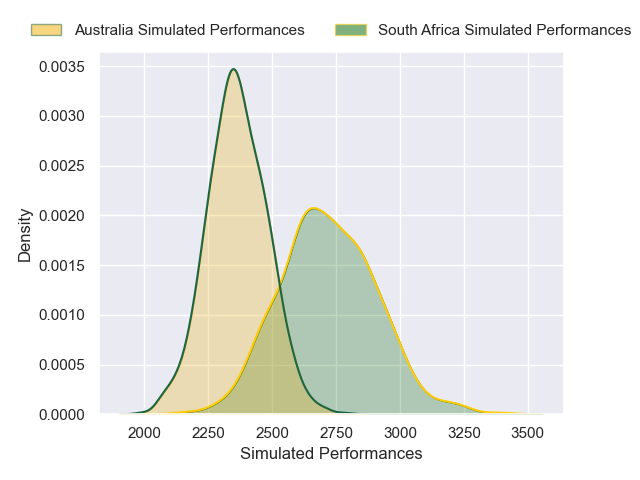 Australia Simulated Performances
South Africa Simulated Performances
0.0035
0.0030
0.0025
0.0020
0.0015
0.0010
0.0005
0.0000
Density
2000 2250 2500 2750 3000 3250 3500
Simulated Performances